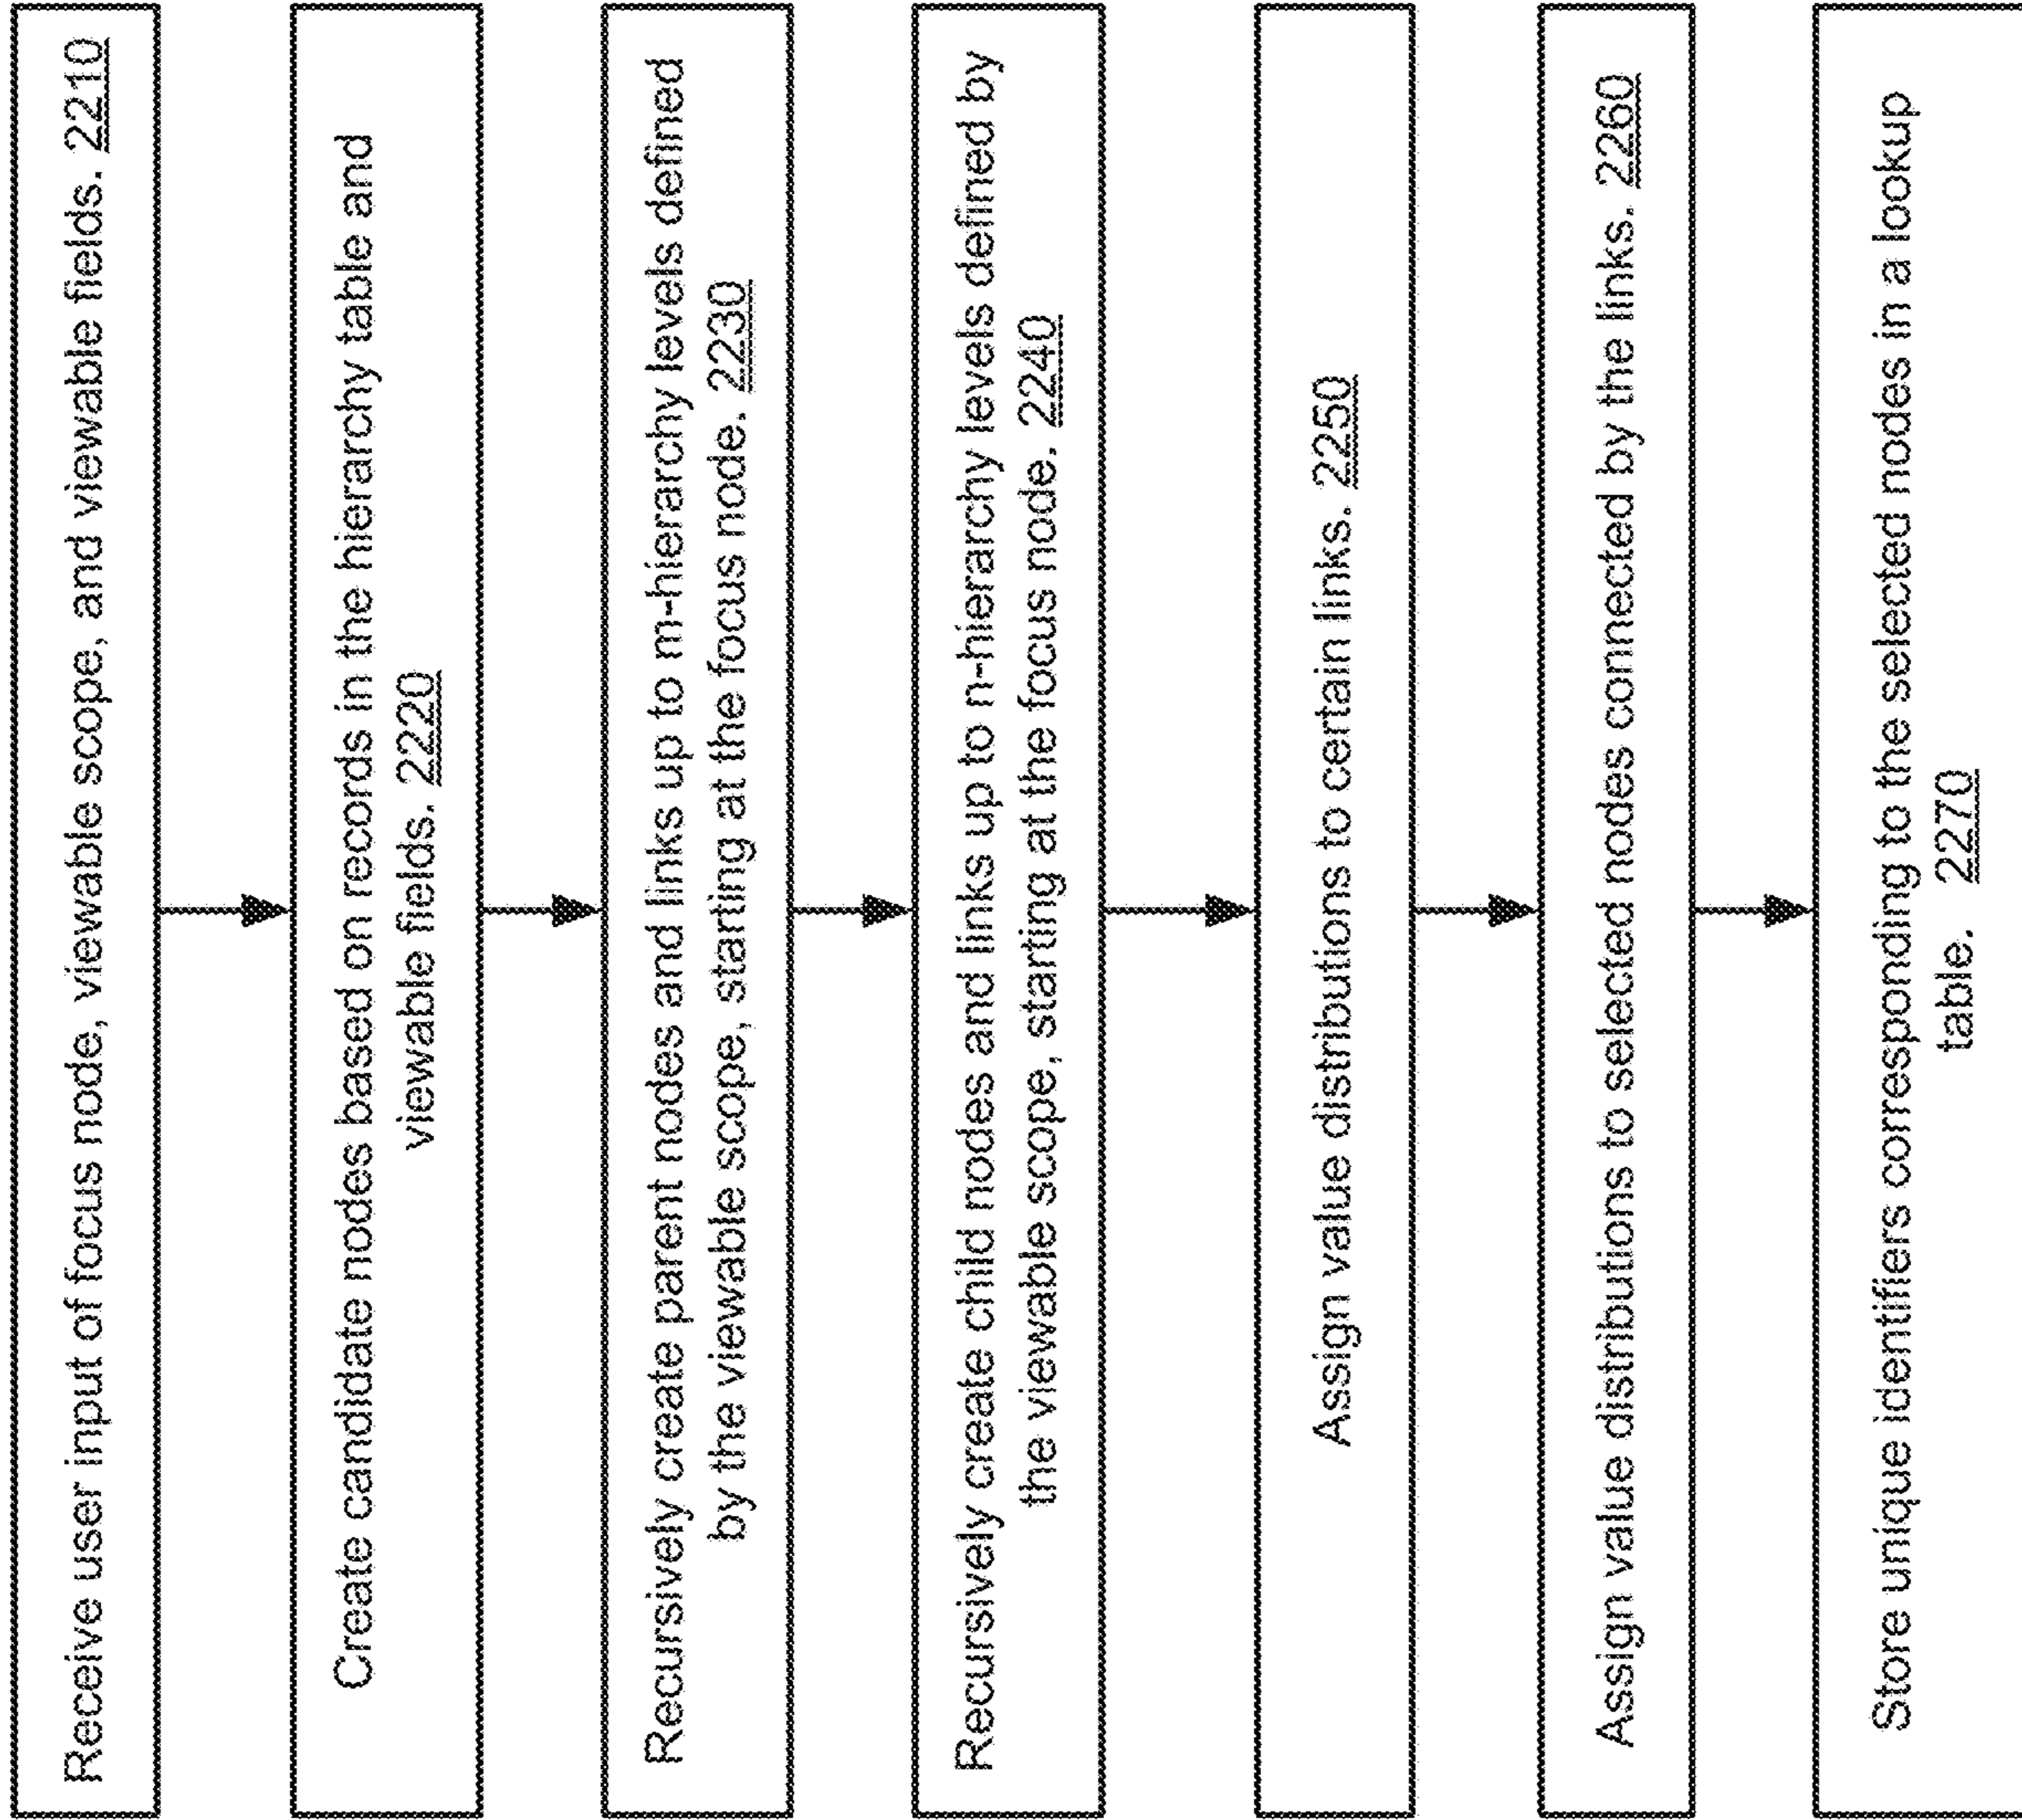 Receive user input of focus node, viewable scope, and viewable fields. 2210
Create candidate nodes based on records in the hierarchy table and
viewable fields. 2220
Recursively create parent nodes and links up to m-hierarchy levels defined
by the viewable scope, starting at the focus node. 2230
Recursively create child nodes and links up to n-hierarchy levels defined by
the viewable scope, starting at the focus node. 2240
Assign value distributions to certain links. 2250
Assign value distributions to selected nodes connected by the links. 2260
Store unique identifiers corresponding to the selected nodes in a lookup
table. 2270